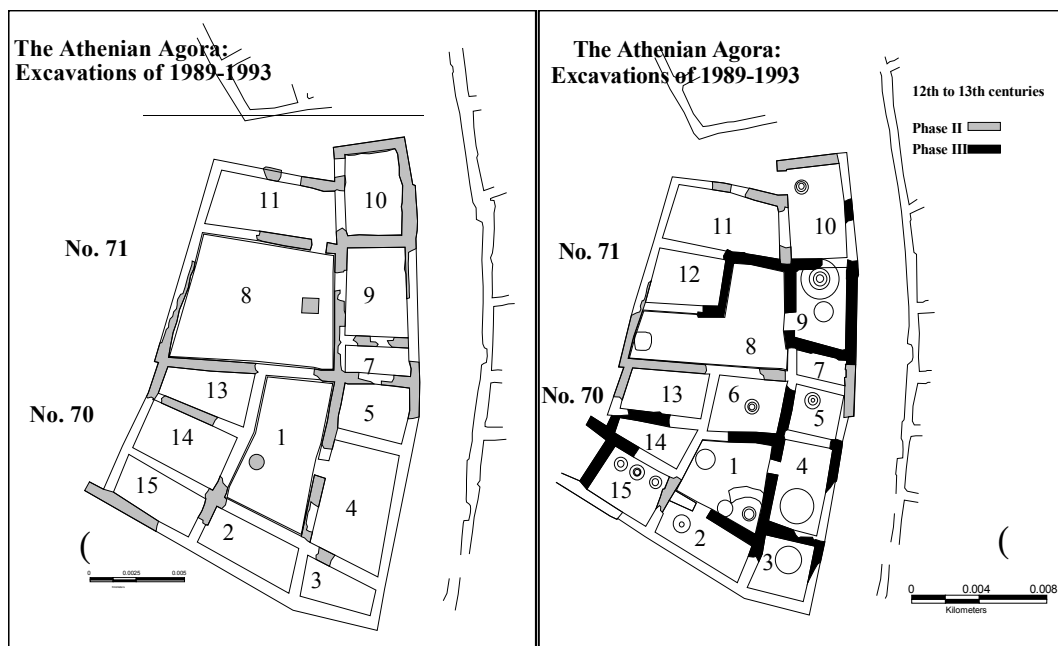 The Athenian Agora:
Excavations of 1989-1993
10
11
No. 71
8
9
7
13
No. 70
5
1
14
15
4
2
3
(
0 0.0025 0.005
The Athenian Agora:
Excavations of 1989-1993
12th to 13th centuries
Phase II
Phase III
10
11
No. 71
12
9
8
7
No. 70
13
6
5
14
1
4
15
2
3
(
0 0.004 0.008
Kilometers